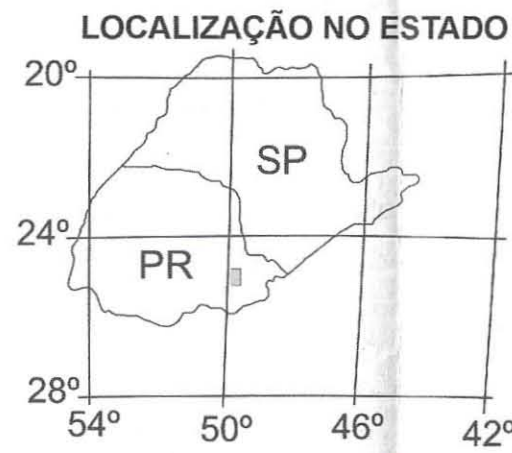 LOCALIZAÇÃO NO ESTADO
20º
SP
24º
PR
28º
54º 50º 46º 42º